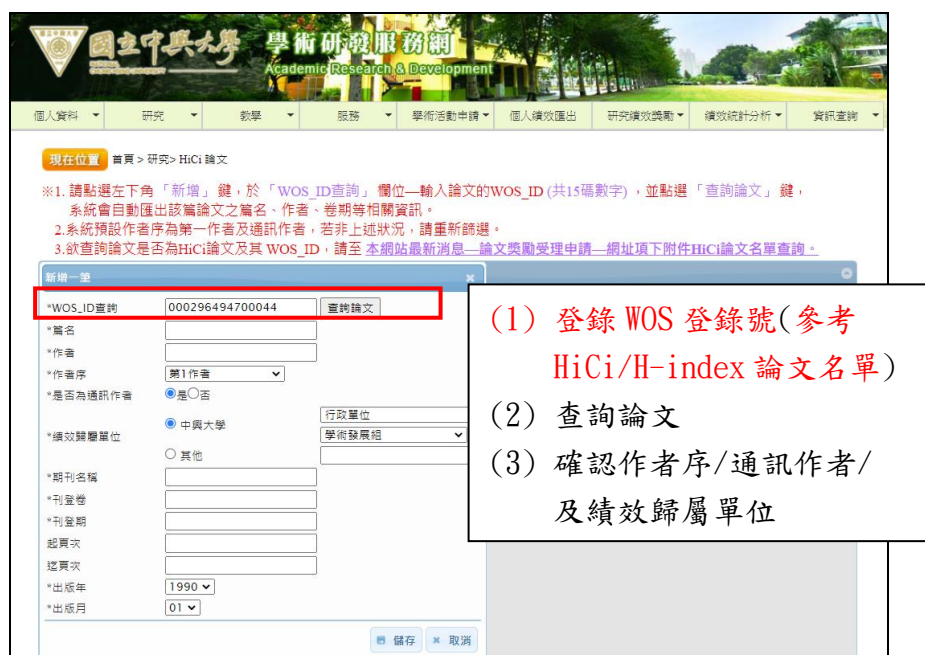 國立中興大學
學術研發服務網
Academic Research & Development
個人資料 研究 教學 服務 學術活動申請 個人績效匯出 研究績效獎勵 績效統計分析 資訊查詢
現在位置 首頁 > 研究> HiCi 論文
※1. 請點選左下角「新增」鍵,於「WOS_ID查詢」欄位—輸入論文的WOS_ID (共15碼數字) ,並點選「查詢論文」鍵,
系統會自動匯出該篇論文之篇名、作者、卷期等相關資訊。
2.系統預設作者序為第一作者及通訊作者,若非上述狀況,請重新篩選。
3.欲查詢論文是否為HiCi論文及其 WOS_ID,請至 本網站最新消息—論文獎勵受理申請—網址項下附件HiCi論文名單查詢。
新增一筆
*WOS_ID查詢 000296494700044 查詢論文
*篇名
*作者
*作者序 第1作者
*是否為通訊作者 是 否
*績效歸屬單位 中興大學 行政單位
學術發展組
其他
*期刊名稱
*刊登卷
*刊登期
起頁次
迄頁次
*出版年 1990
*出版月 01
儲存 取消
(1) 登錄 WOS 登錄號(參考
HiCi/H-index 論文名單)
(2) 查詢論文
(3) 確認作者序/通訊作者/
及績效歸屬單位